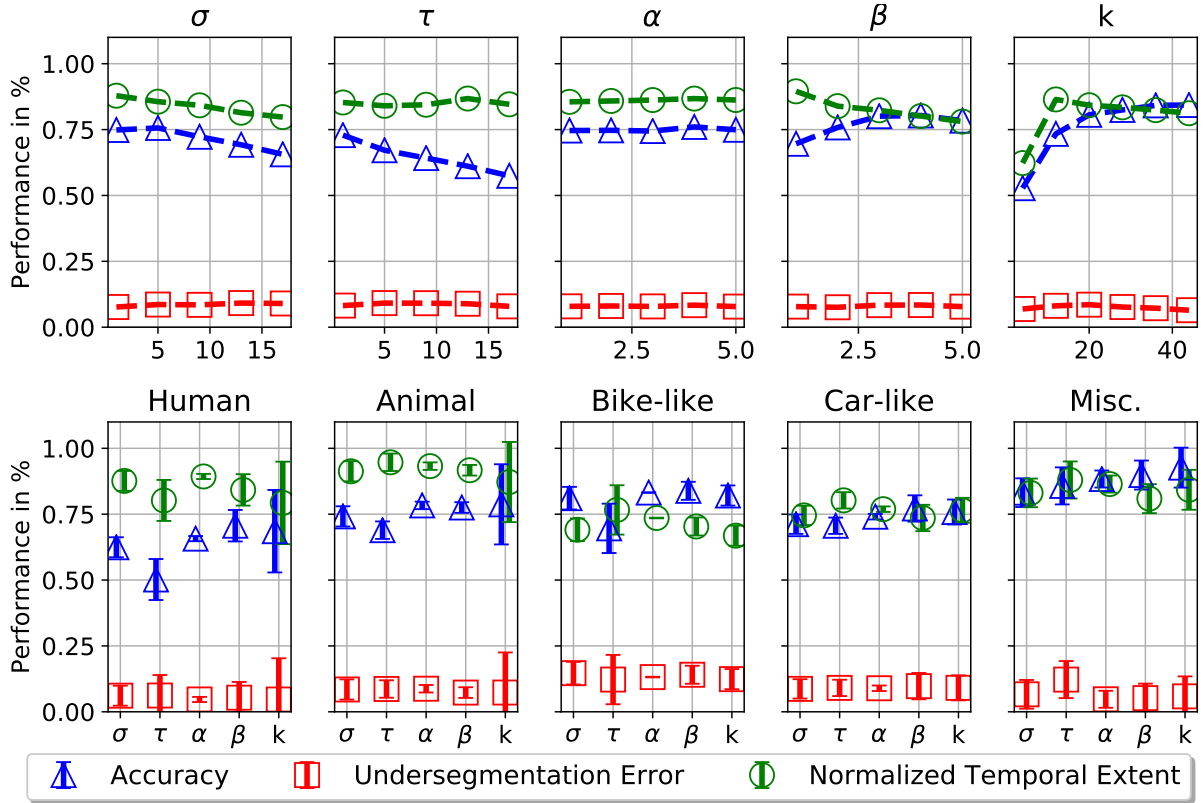 σ τ α β k
Performance in %
1.00
0.75
0.50
0.25
0.00
5 10 15 5 10 15 2.5 5.0 2.5 5.0 20 40
Human Animal Bike-like Car-like Misc.
Performance in %
1.00
0.75
0.50
0.25
0.00
σ τ α β k σ τ α β k σ τ α β k σ τ α β k σ τ α β k
Accuracy Undersegmentation Error Normalized Temporal Extent